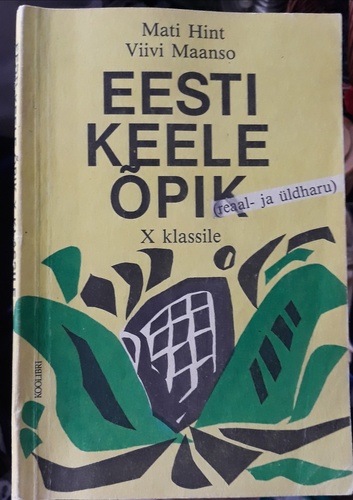 Mati Hint
Viivi Maanso
EESTI
KEELE
ÕPIK
(reaal- ja üldharu)
X klassile
KOOLIBRI